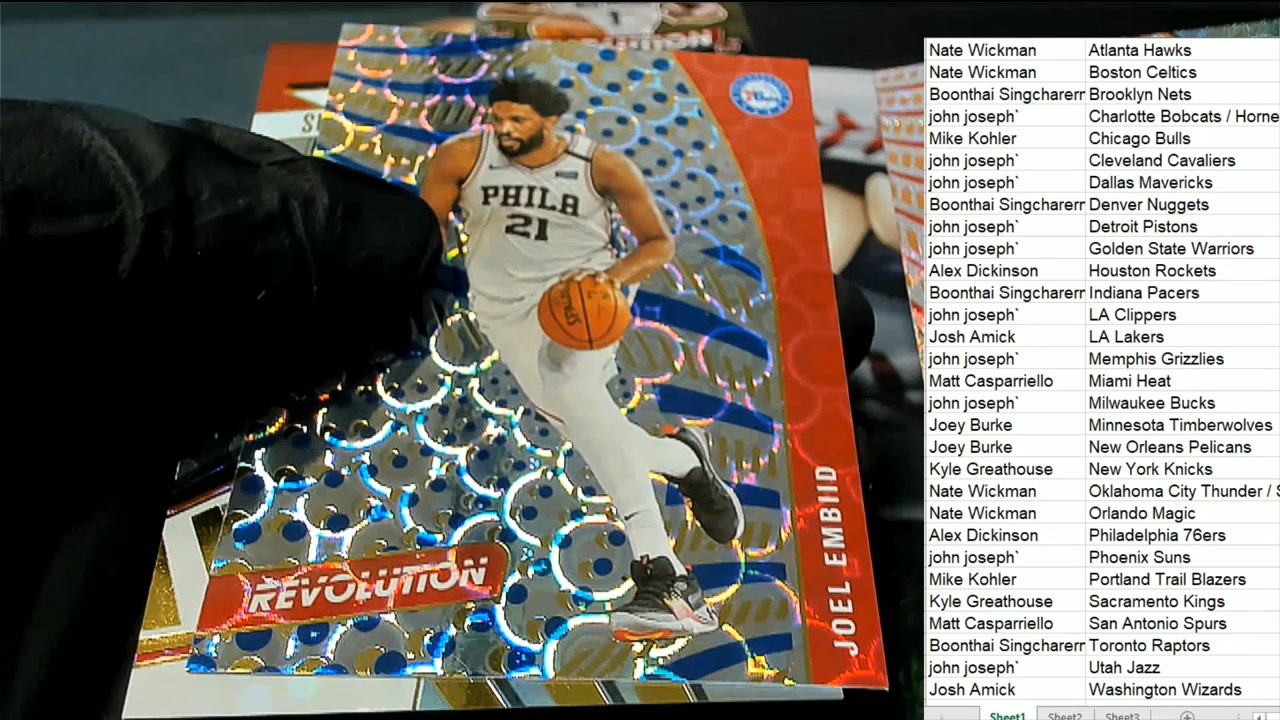 PHILA
21
REVOLUTION
JOEL EMBIID
Nate Wickman Atlanta Hawks
Nate Wickman Boston Celtics
Boonthai Singcharerr Brooklyn Nets
john joseph` Charlotte Bobcats / Horne
Mike Kohler Chicago Bulls
john joseph` Cleveland Cavaliers
john joseph` Dallas Mavericks
Boonthai Singcharerr Denver Nuggets
john joseph` Detroit Pistons
john joseph` Golden State Warriors
Alex Dickinson Houston Rockets
Boonthai Singcharerr Indiana Pacers
john joseph` LA Clippers
Josh Amick LA Lakers
john joseph` Memphis Grizzlies
Matt Casparriello Miami Heat
john joseph` Milwaukee Bucks
Joey Burke Minnesota Timberwolves
Joey Burke New Orleans Pelicans
Kyle Greathouse New York Knicks
Nate Wickman Oklahoma City Thunder / S
Nate Wickman Orlando Magic
Alex Dickinson Philadelphia 76ers
john joseph` Phoenix Suns
Mike Kohler Portland Trail Blazers
Kyle Greathouse Sacramento Kings
Matt Casparriello San Antonio Spurs
Boonthai Singcharerr Toronto Raptors
john joseph` Utah Jazz
Josh Amick Washington Wizards
Sheet1 Sheet2 Sheet3